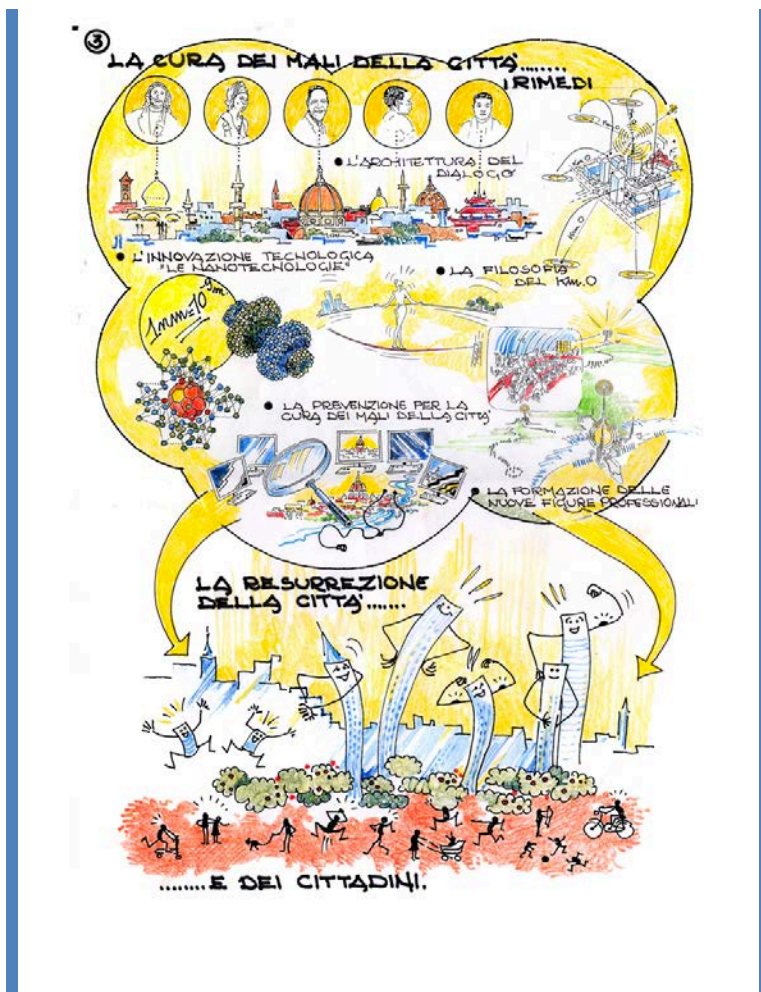 3
LA CURA DEI MALI DELLA CITTA'........
I RIMEDI
● L'ARCHITETTURA DEL
DIALOGO
● L'INNOVAZIONE TECNOLOGICA
"LE NANOTECNOLOGIE"
● LA FILOSOFIA
DEL KM.0
Km.0
1nm=10⁻⁹m.
● LA PREVENZIONE PER LA
CURA DEI MALI DELLA CITTA'
● LA FORMAZIONE DELLE
NUOVE FIGURE PROFESSIONALI
LA RESURREZIONE
DELLA CITTA'.......
........E DEI CITTADINI.